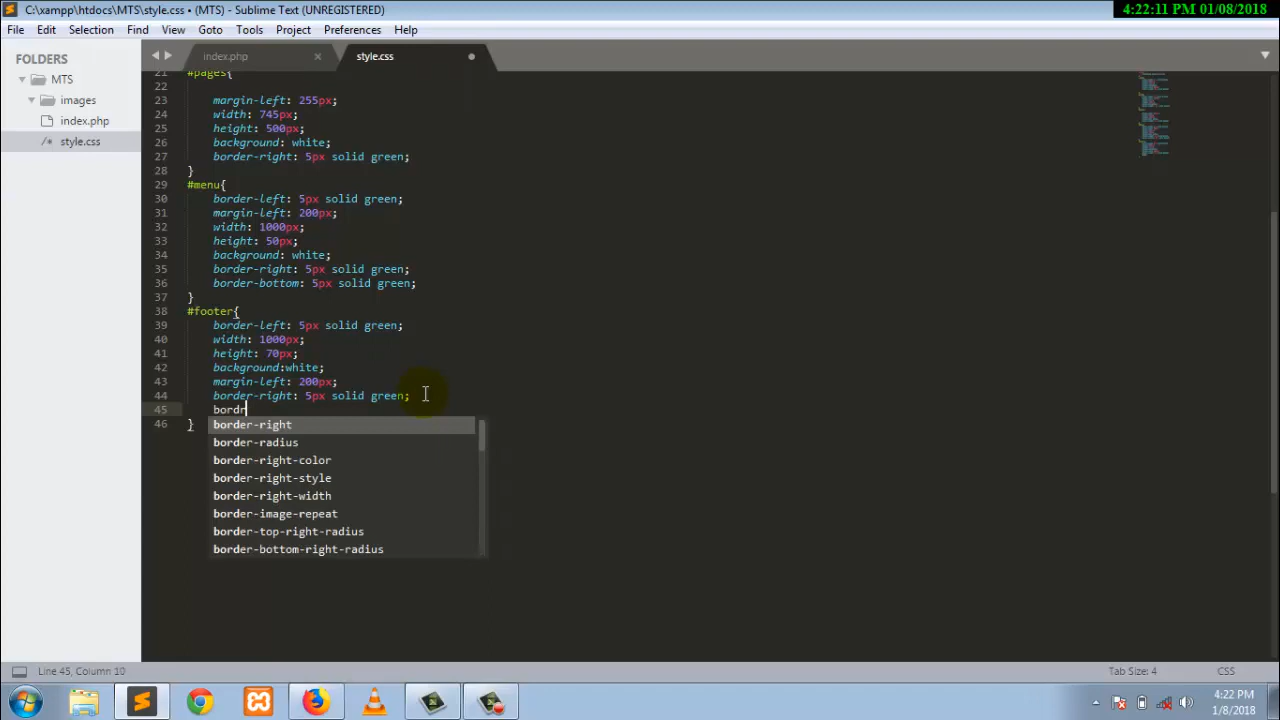 C:\xampp\htdocs\MTS\style.css • (MTS) - Sublime Text (UNREGISTERED)
4:22:11 PM 01/08/2018
File Edit Selection Find View Goto Tools Project Preferences Help
FOLDERS
MTS
images
index.php
/* style.css
index.php
style.css
21 #pages{
22
23 margin-left: 255px;
24 width: 745px;
25 height: 500px;
26 background: white;
27 border-right: 5px solid green;
28 }
29 #menu{
30 border-left: 5px solid green;
31 margin-left: 200px;
32 width: 1000px;
33 height: 50px;
34 background: white;
35 border-right: 5px solid green;
36 border-bottom: 5px solid green;
37 }
38 #footer{
39 border-left: 5px solid green;
40 width: 1000px;
41 height: 70px;
42 background:white;
43 margin-left: 200px;
44 border-right: 5px solid green;
45 bordr
46 }
border-right
border-radius
border-right-color
border-right-style
border-right-width
border-image-repeat
border-top-right-radius
border-bottom-right-radius
Line 45, Column 10
Tab Size: 4
CSS
4:22 PM
1/8/2018